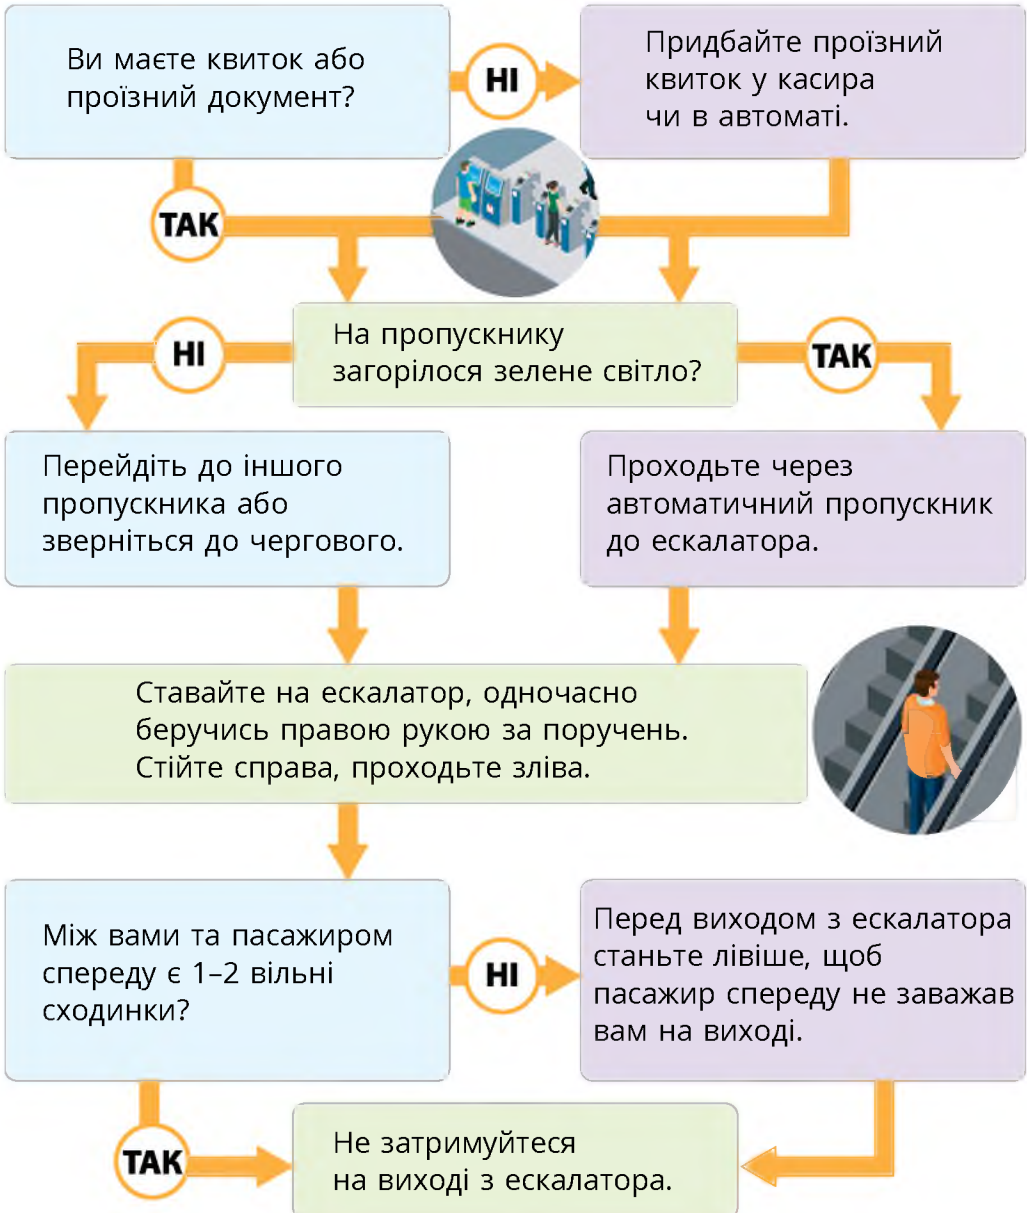 Ви маєте квиток або
проїзний документ?
НІ
Придбайте проїзний
квиток у касира
чи в автоматі.
ТАК
На пропускнику
загорілося зелене світло?
НІ
ТАК
Перейдіть до іншого
пропускника або
зверніться до чергового.
Проходьте через
автоматичний пропускник
до ескалатора.
Ставайте на ескалатор, одночасно
беручись правою рукою за поручень.
Стійте справа, проходьте зліва.
Між вами та пасажиром
спереду є 1–2 вільні
сходинки?
НІ
Перед виходом з ескалатора
станьте лівіше, щоб
пасажир спереду не заважав
вам на виході.
ТАК
Не затримуйтеся
на виході з ескалатора.